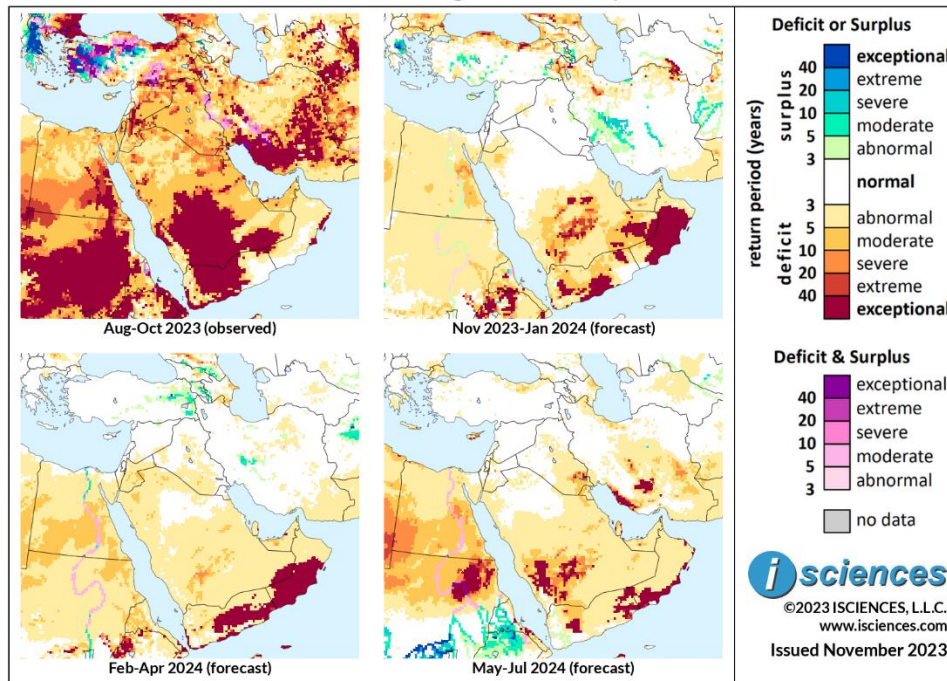 Aug-Oct 2023 (observed)
Nov 2023-Jan 2024 (forecast)
Feb-Apr 2024 (forecast)
May-Jul 2024 (forecast)
Deficit or Surplus
return period (years)
surplus
deficit
exceptional
40
extreme
20
severe
10
moderate
5
abnormal
3
normal
3
abnormal
5
moderate
10
severe
20
extreme
40
exceptional
Deficit & Surplus
exceptional
40
extreme
20
severe
10
moderate
5
abnormal
3
no data
i sciences
©2023 ISCIENCES, L.L.C.
www.isciences.com
Issued November 2023